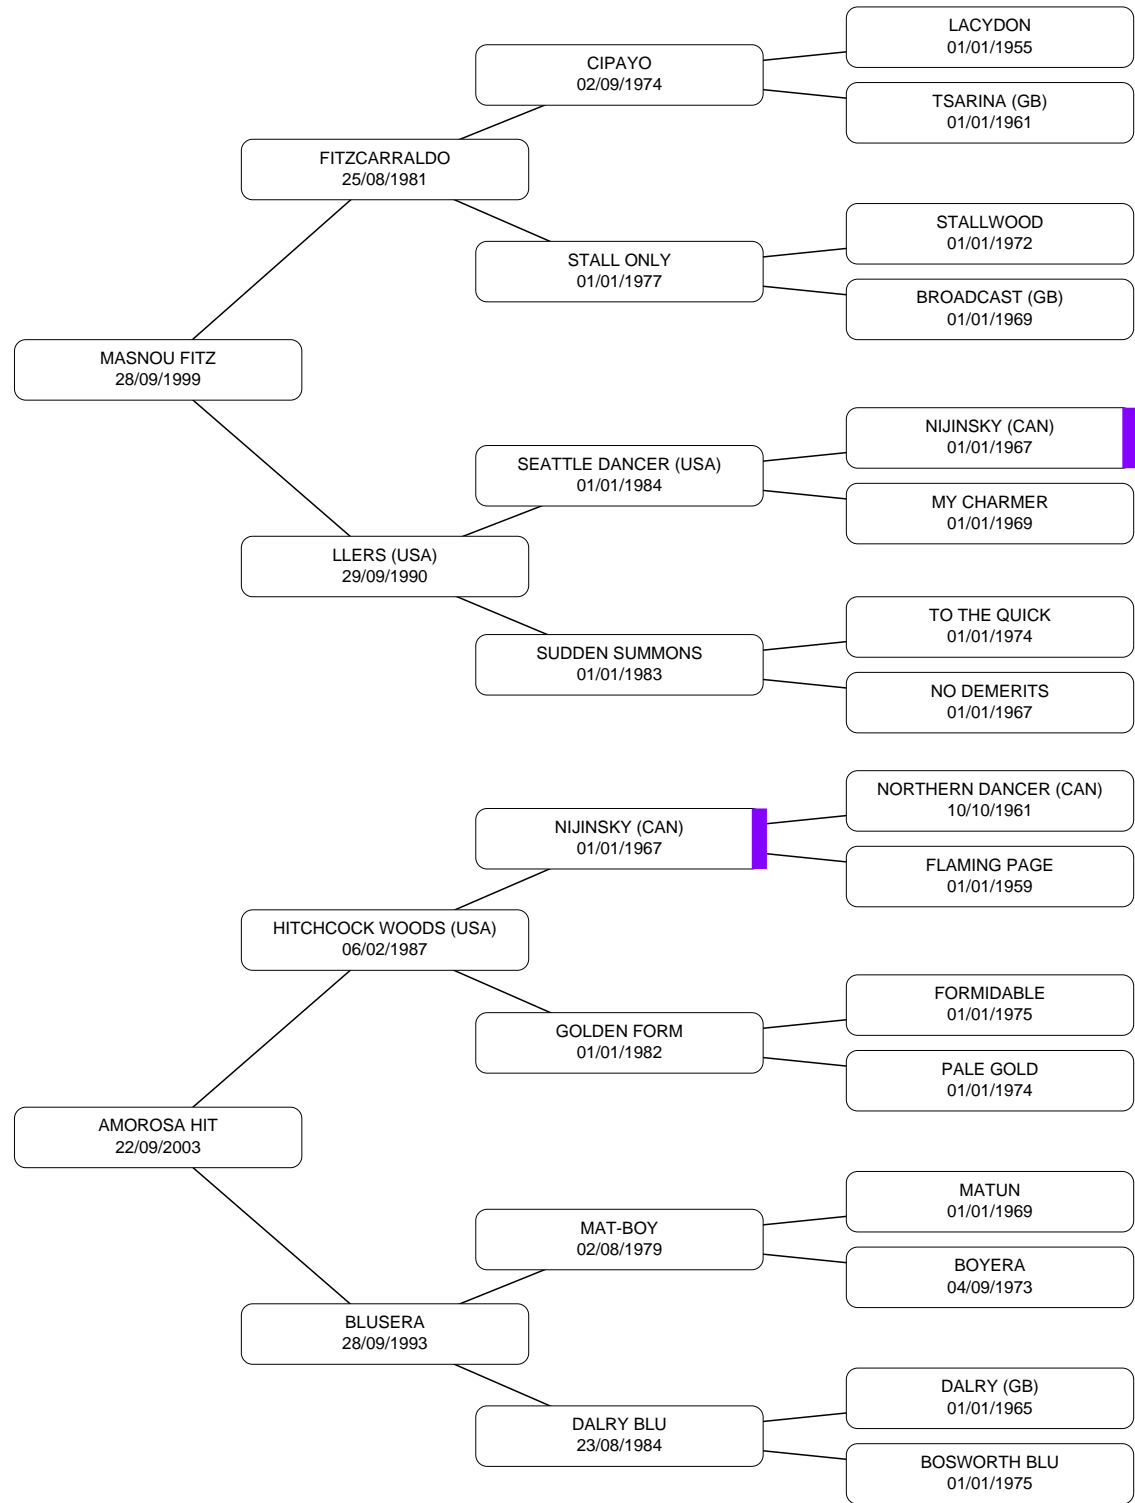 LACYDON
01/01/1955
CIPAYO
02/09/1974
TSARINA (GB)
01/01/1961
FITZCARRALDO
25/08/1981
STALLWOOD
01/01/1972
STALL ONLY
01/01/1977
BROADCAST (GB)
01/01/1969
MASNOU FITZ
28/09/1999
NIJINSKY (CAN)
01/01/1967
SEATTLE DANCER (USA)
01/01/1984
MY CHARMER
01/01/1969
LLERS (USA)
29/09/1990
TO THE QUICK
01/01/1974
SUDDEN SUMMONS
01/01/1983
NO DEMERITS
01/01/1967
NORTHERN DANCER (CAN)
10/10/1961
NIJINSKY (CAN)
01/01/1967
FLAMING PAGE
01/01/1959
HITCHCOCK WOODS (USA)
06/02/1987
FORMIDABLE
01/01/1975
GOLDEN FORM
01/01/1982
PALE GOLD
01/01/1974
AMOROSA HIT
22/09/2003
MATUN
01/01/1969
MAT-BOY
02/08/1979
BOYERA
04/09/1973
BLUSERA
28/09/1993
DALRY (GB)
01/01/1965
DALRY BLU
23/08/1984
BOSWORTH BLU
01/01/1975